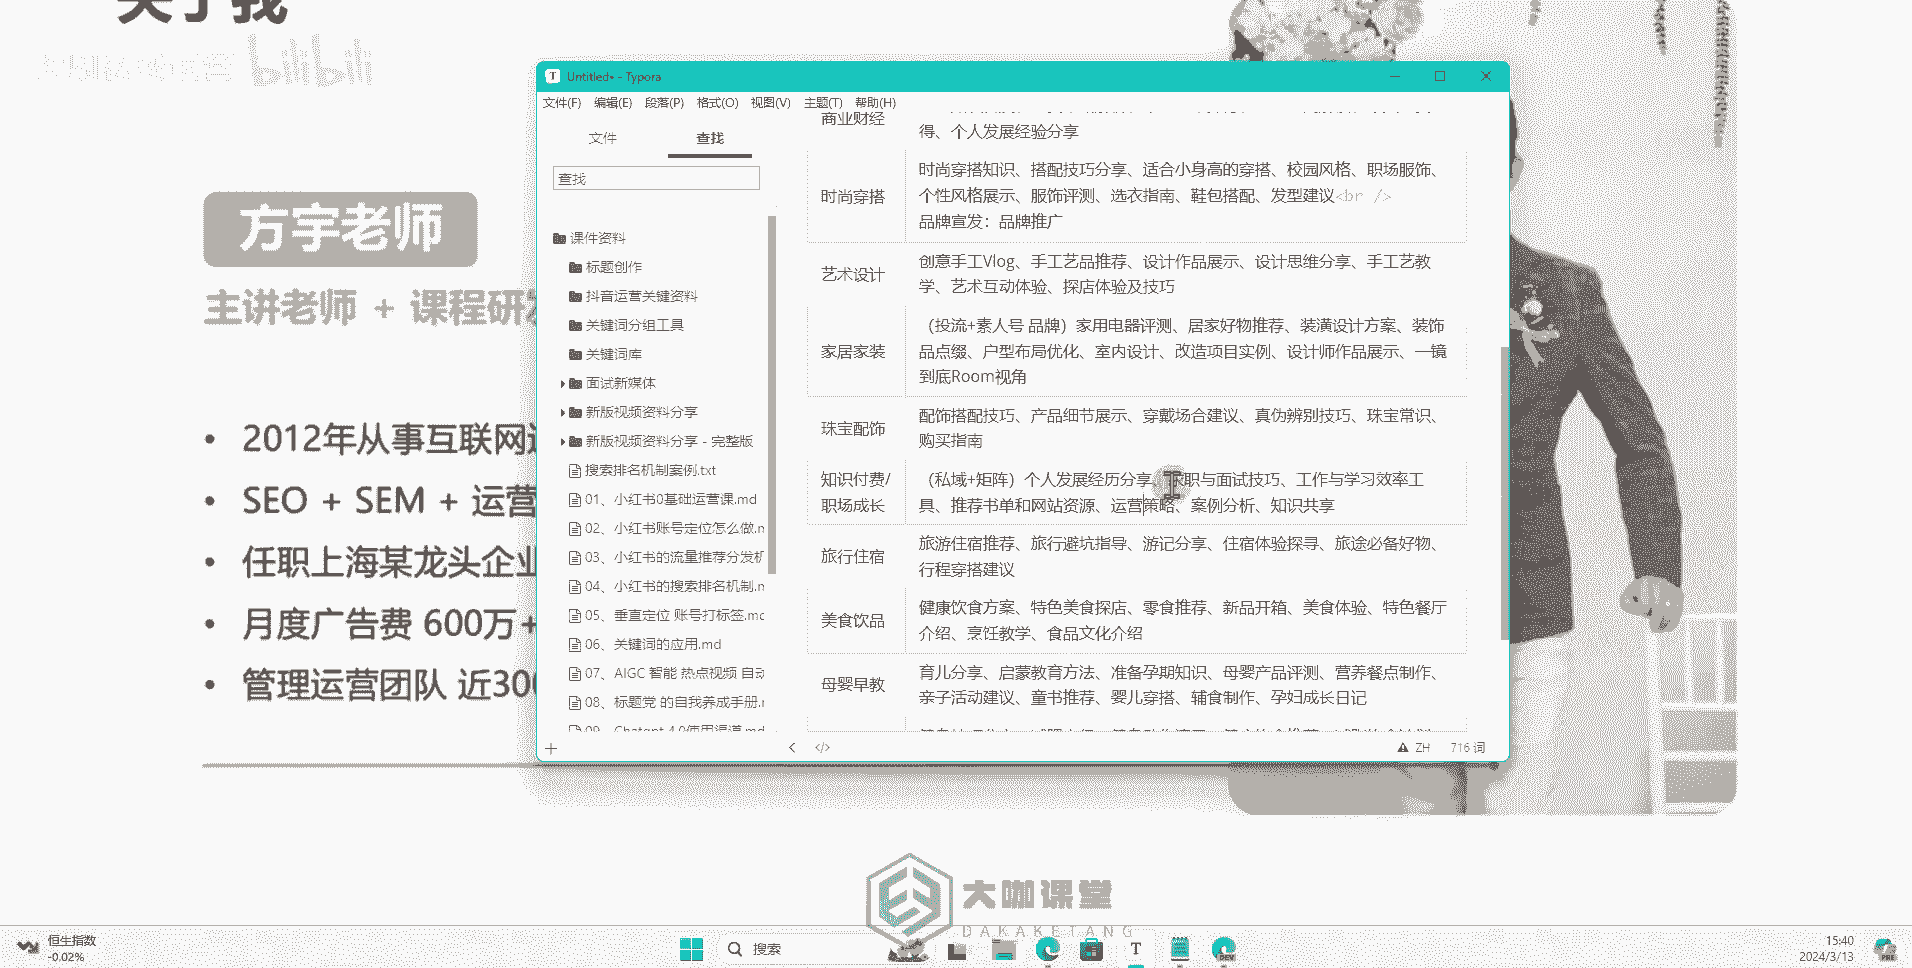 关于我
bilibili
方宇老师
主讲老师 + 课程研发
• 2012年从事互联网
• SEO + SEM + 运营
• 任职上海某龙头企业
• 月度广告费 600万+
• 管理运营团队 近300
Untitled• - Typora
文件(F) 编辑(E) 段落(P) 格式(O) 视图(V) 主题(T) 帮助(H)
文件 查找
查找
课件资料
标题创作
抖音运营关键资料
关键词分组工具
关键词库
面试新媒体
新版视频资料分享
新版视频资料分享 - 完整版
搜索排名机制案例.txt
01、小红书0基础运营课.md
02、小红书账号定位怎么做.m
03、小红书的流量推荐分发机
04、小红书的搜索排名机制.m
05、垂直定位 账号打标签.mc
06、关键词的应用.md
07、AIGC 智能 热点视频 自动
08、标题党 的自我养成手册.r
09、Chatgpt 4.0使用渠道.md
商业财经
得、个人发展经验分享
时尚穿搭
时尚穿搭知识、搭配技巧分享、适合小身高的穿搭、校园风格、职场服饰、
个性风格展示、服饰评测、选衣指南、鞋包搭配、发型建议<br />
品牌宣发：品牌推广
艺术设计
创意手工Vlog、手工艺品推荐、设计作品展示、设计思维分享、手工艺教
学、艺术互动体验、探店体验及技巧
家居家装
（投流+素人号 品牌）家用电器评测、居家好物推荐、装潢设计方案、装饰
品点缀、户型布局优化、室内设计、改造项目实例、设计师作品展示、一镜
到底Room视角
珠宝配饰
配饰搭配技巧、产品细节展示、穿戴场合建议、真伪辨别技巧、珠宝常识、
购买指南
知识付费/
职场成长
（私域+矩阵）个人发展经历分享、求职与面试技巧、工作与学习效率工
具、推荐书单和网站资源、运营策略、案例分析、知识共享
旅行住宿
旅游住宿推荐、旅行避坑指导、游记分享、住宿体验探寻、旅途必备好物、
行程穿搭建议
美食饮品
健康饮食方案、特色美食探店、零食推荐、新品开箱、美食体验、特色餐厅
介绍、烹饪教学、食品文化介绍
母婴早教
育儿分享、启蒙教育方法、准备孕期知识、母婴产品评测、营养餐点制作、
亲子活动建议、童书推荐、婴儿穿搭、辅食制作、孕妇成长日记
</> ZH 716 词
大咖课堂
DAKAKETANG
恒生指数
-0.02%
搜索
T
DEV
15:40
2024/3/13
PRE